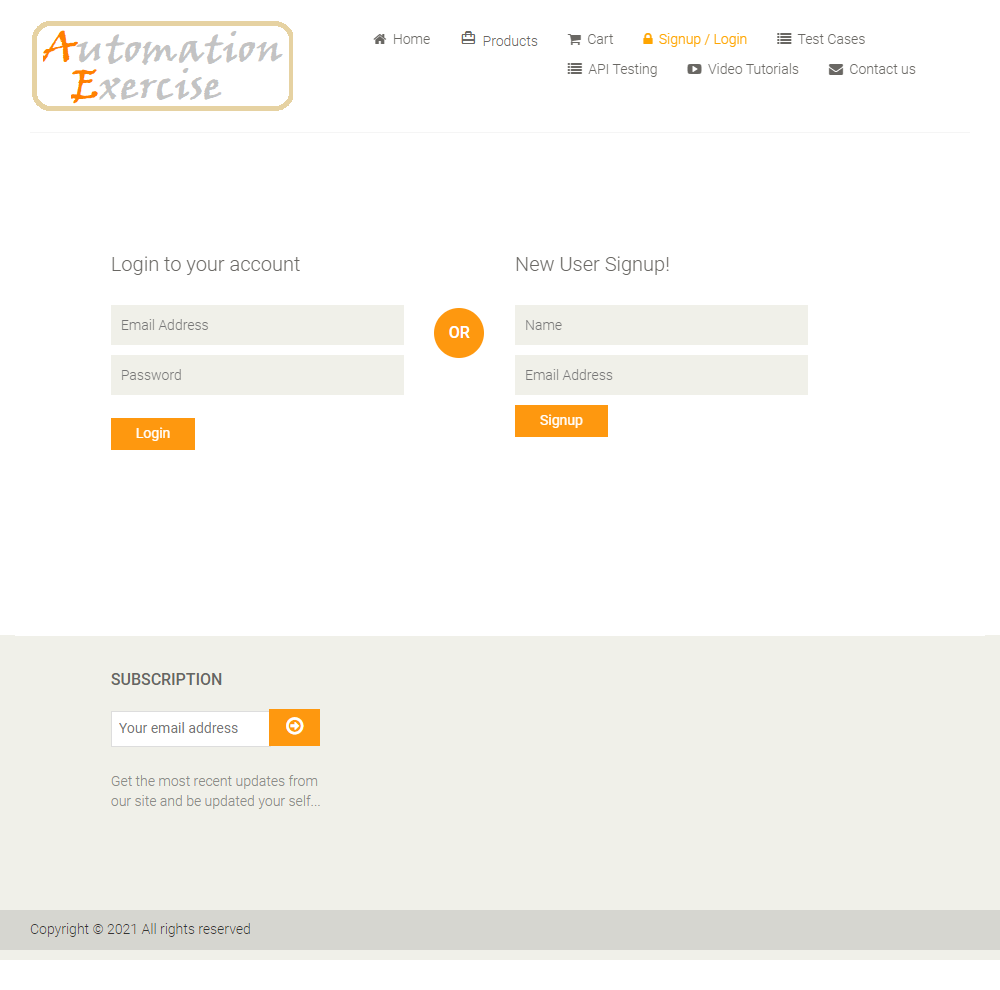 Automation
Exercise
Home
Products
Cart
Signup / Login
Test Cases
API Testing
Video Tutorials
Contact us
Login to your account
Email Address
Password
Login
OR
New User Signup!
Name
Email Address
Signup
SUBSCRIPTION
Your email address
Get the most recent updates from
our site and be updated your self...
Copyright © 2021 All rights reserved